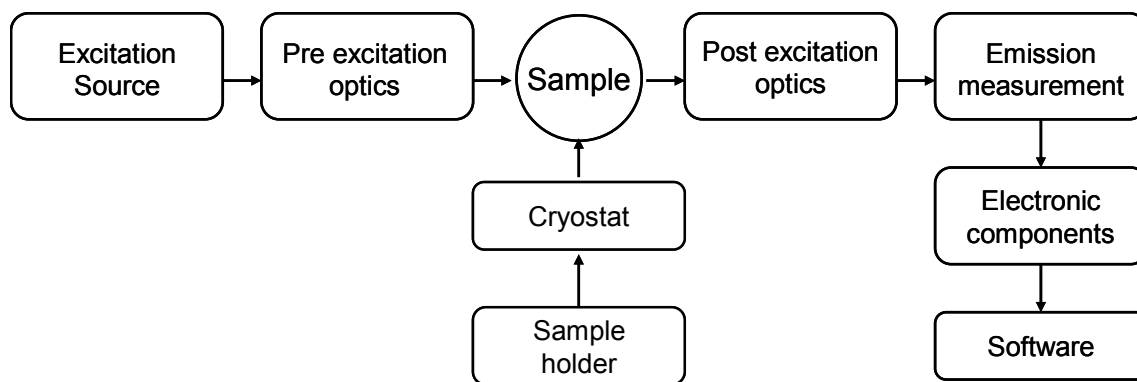 Excitation
Source
Pre excitation
optics
Sample
Post excitation
optics
Emission
measurement
Cryostat
Electronic
components
Sample
holder
Software